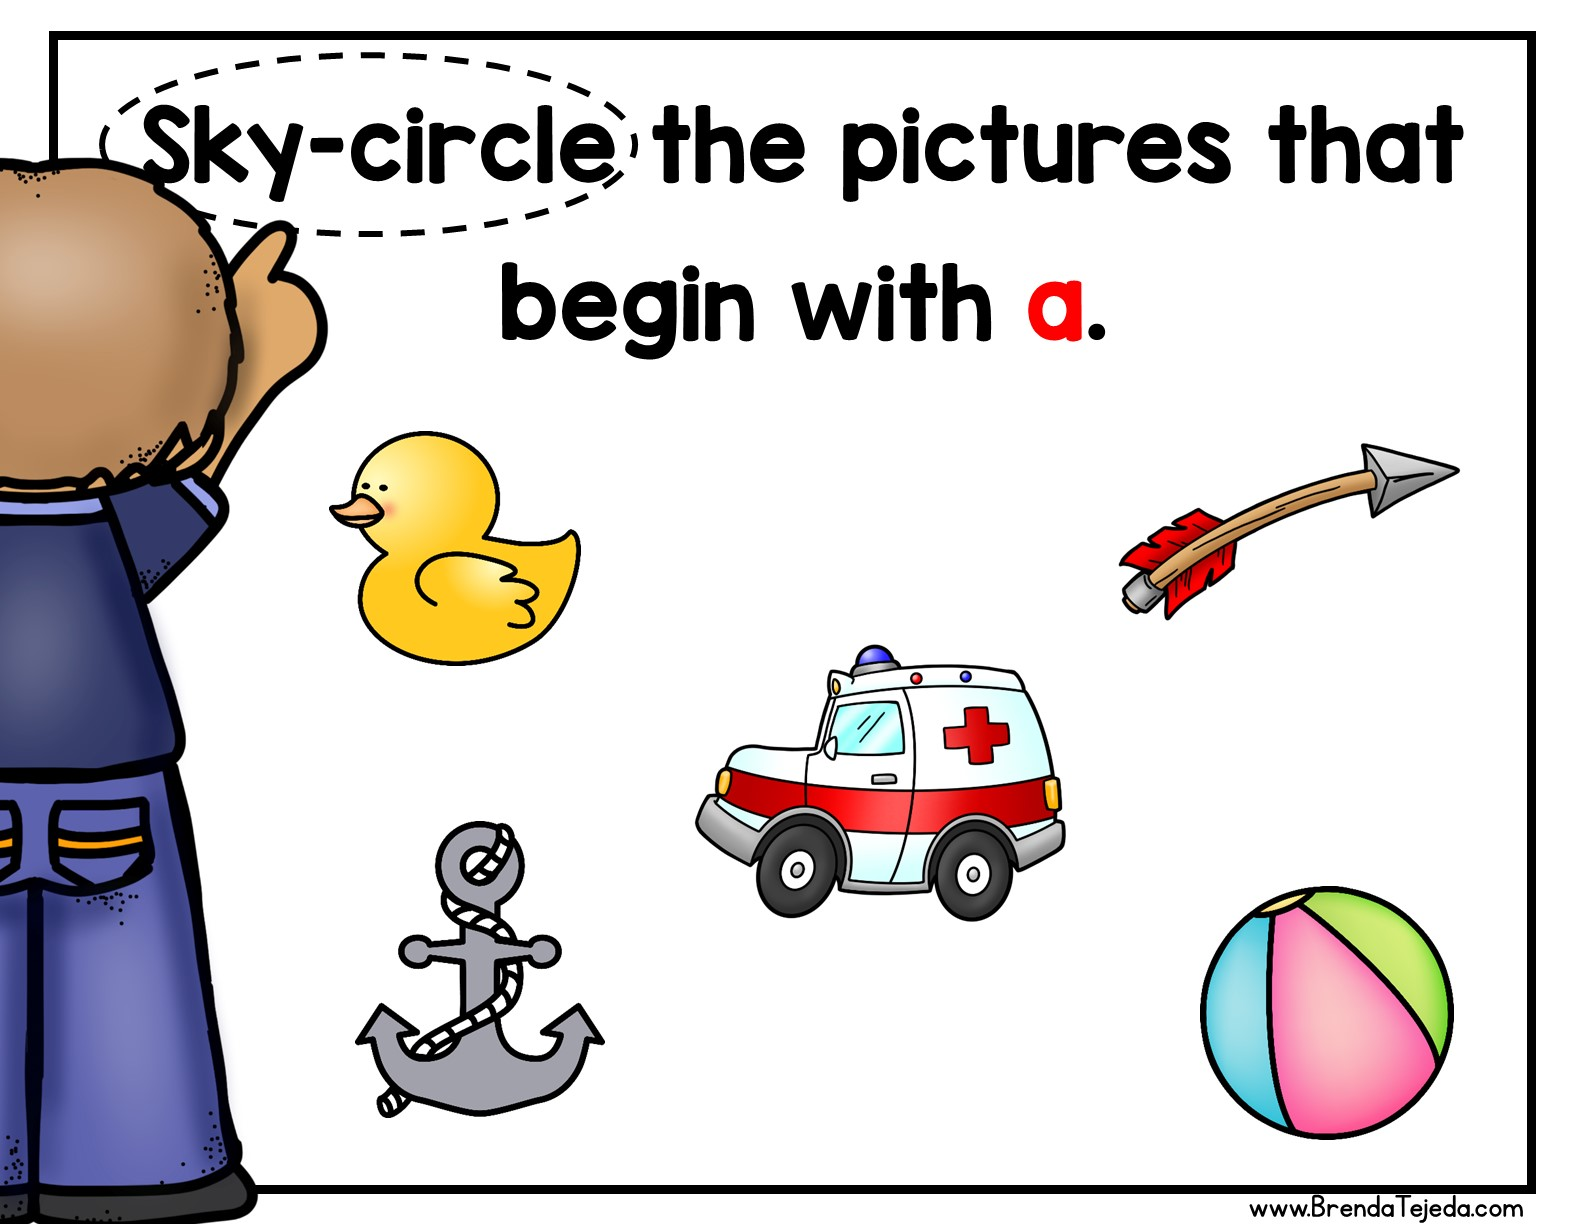 Sky-circle the pictures that
begin with a.
www.BrendaTejeda.com